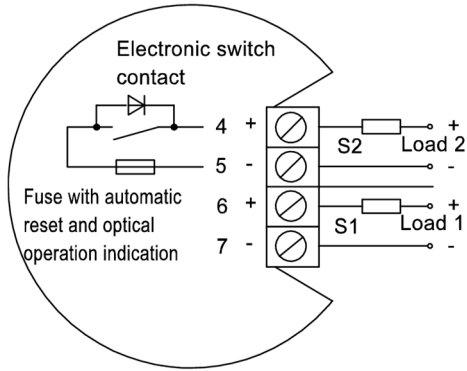 Electronic switch
contact
4 + +
S2 Load 2
5 - -
Fuse with automatic
reset and optical
operation indication
6 + +
S1 Load 1
7 - -